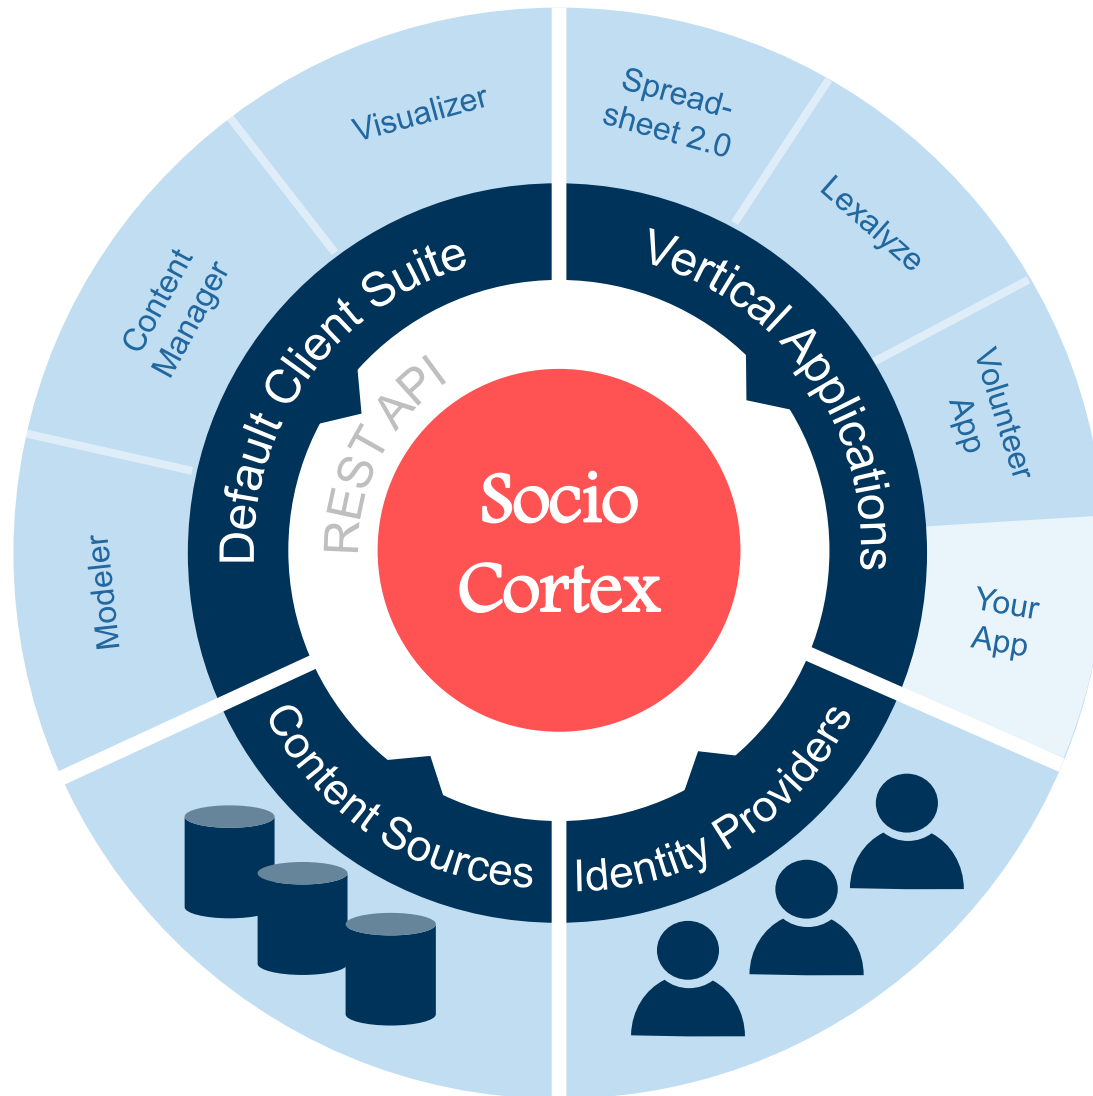 Visualizer
Spread-
sheet 2.0
Lexalyze
Content
Manager
Default Client Suite
Vertical Applications
Volunteer
App
REST API
Socio
Cortex
Modeler
Your
App
Content Sources
Identity Providers